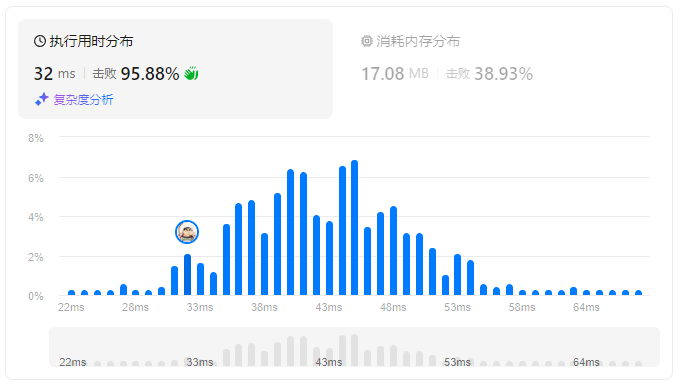 执行用时分布
32 ms 击败 95.88%
复杂度分析
消耗内存分布
17.08 MB 击败 38.93%
8%
6%
4%
2%
0%
22ms 28ms 33ms 38ms 43ms 48ms 53ms 58ms 64ms
22ms 33ms 43ms 53ms 64ms